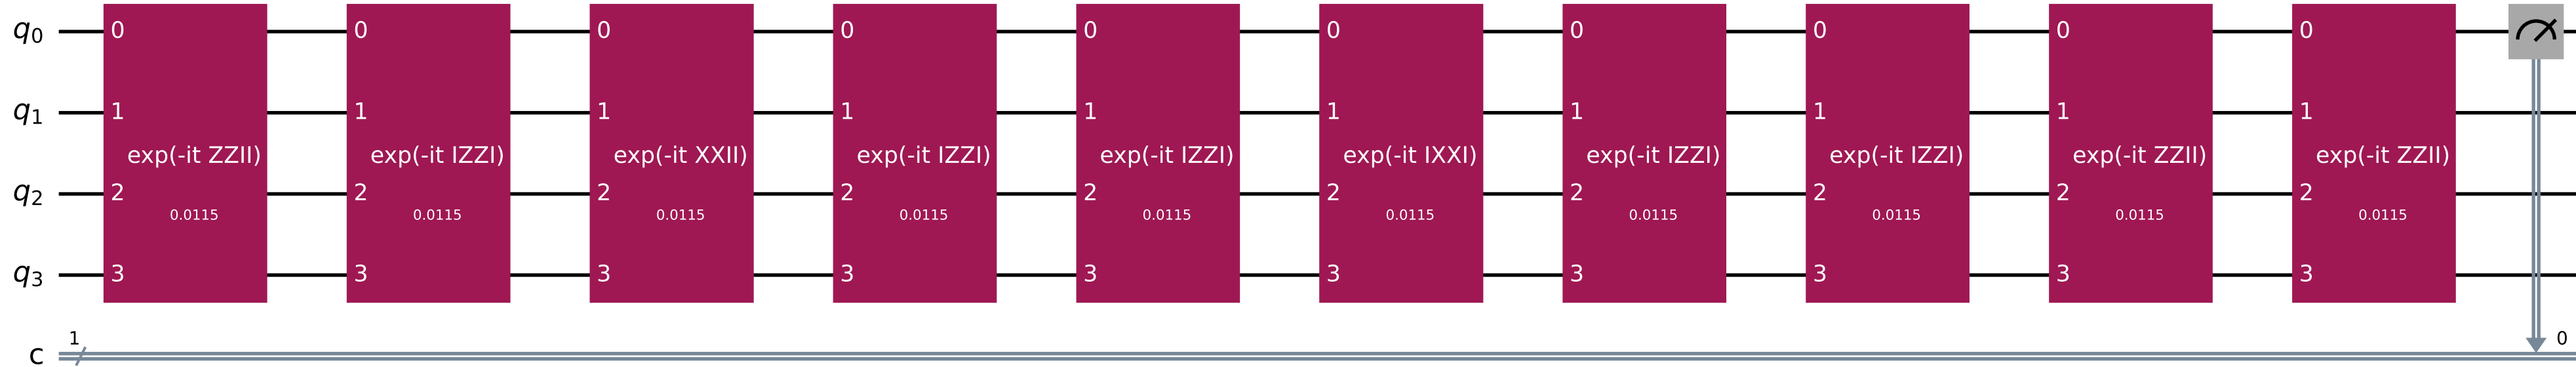 q0 0 0 0 0 0 0 0 0 0 0
q1 1 1 1 1 1 1 1 1 1 1
exp(-it ZZII) exp(-it IZZI) exp(-it XXII) exp(-it IZZI) exp(-it IZZI) exp(-it IXXI) exp(-it IZZI) exp(-it IZZI) exp(-it ZZII) exp(-it ZZII)
q2 2 2 2 2 2 2 2 2 2 2
0.0115 0.0115 0.0115 0.0115 0.0115 0.0115 0.0115 0.0115 0.0115 0.0115
q3 3 3 3 3 3 3 3 3 3 3
1 0
c